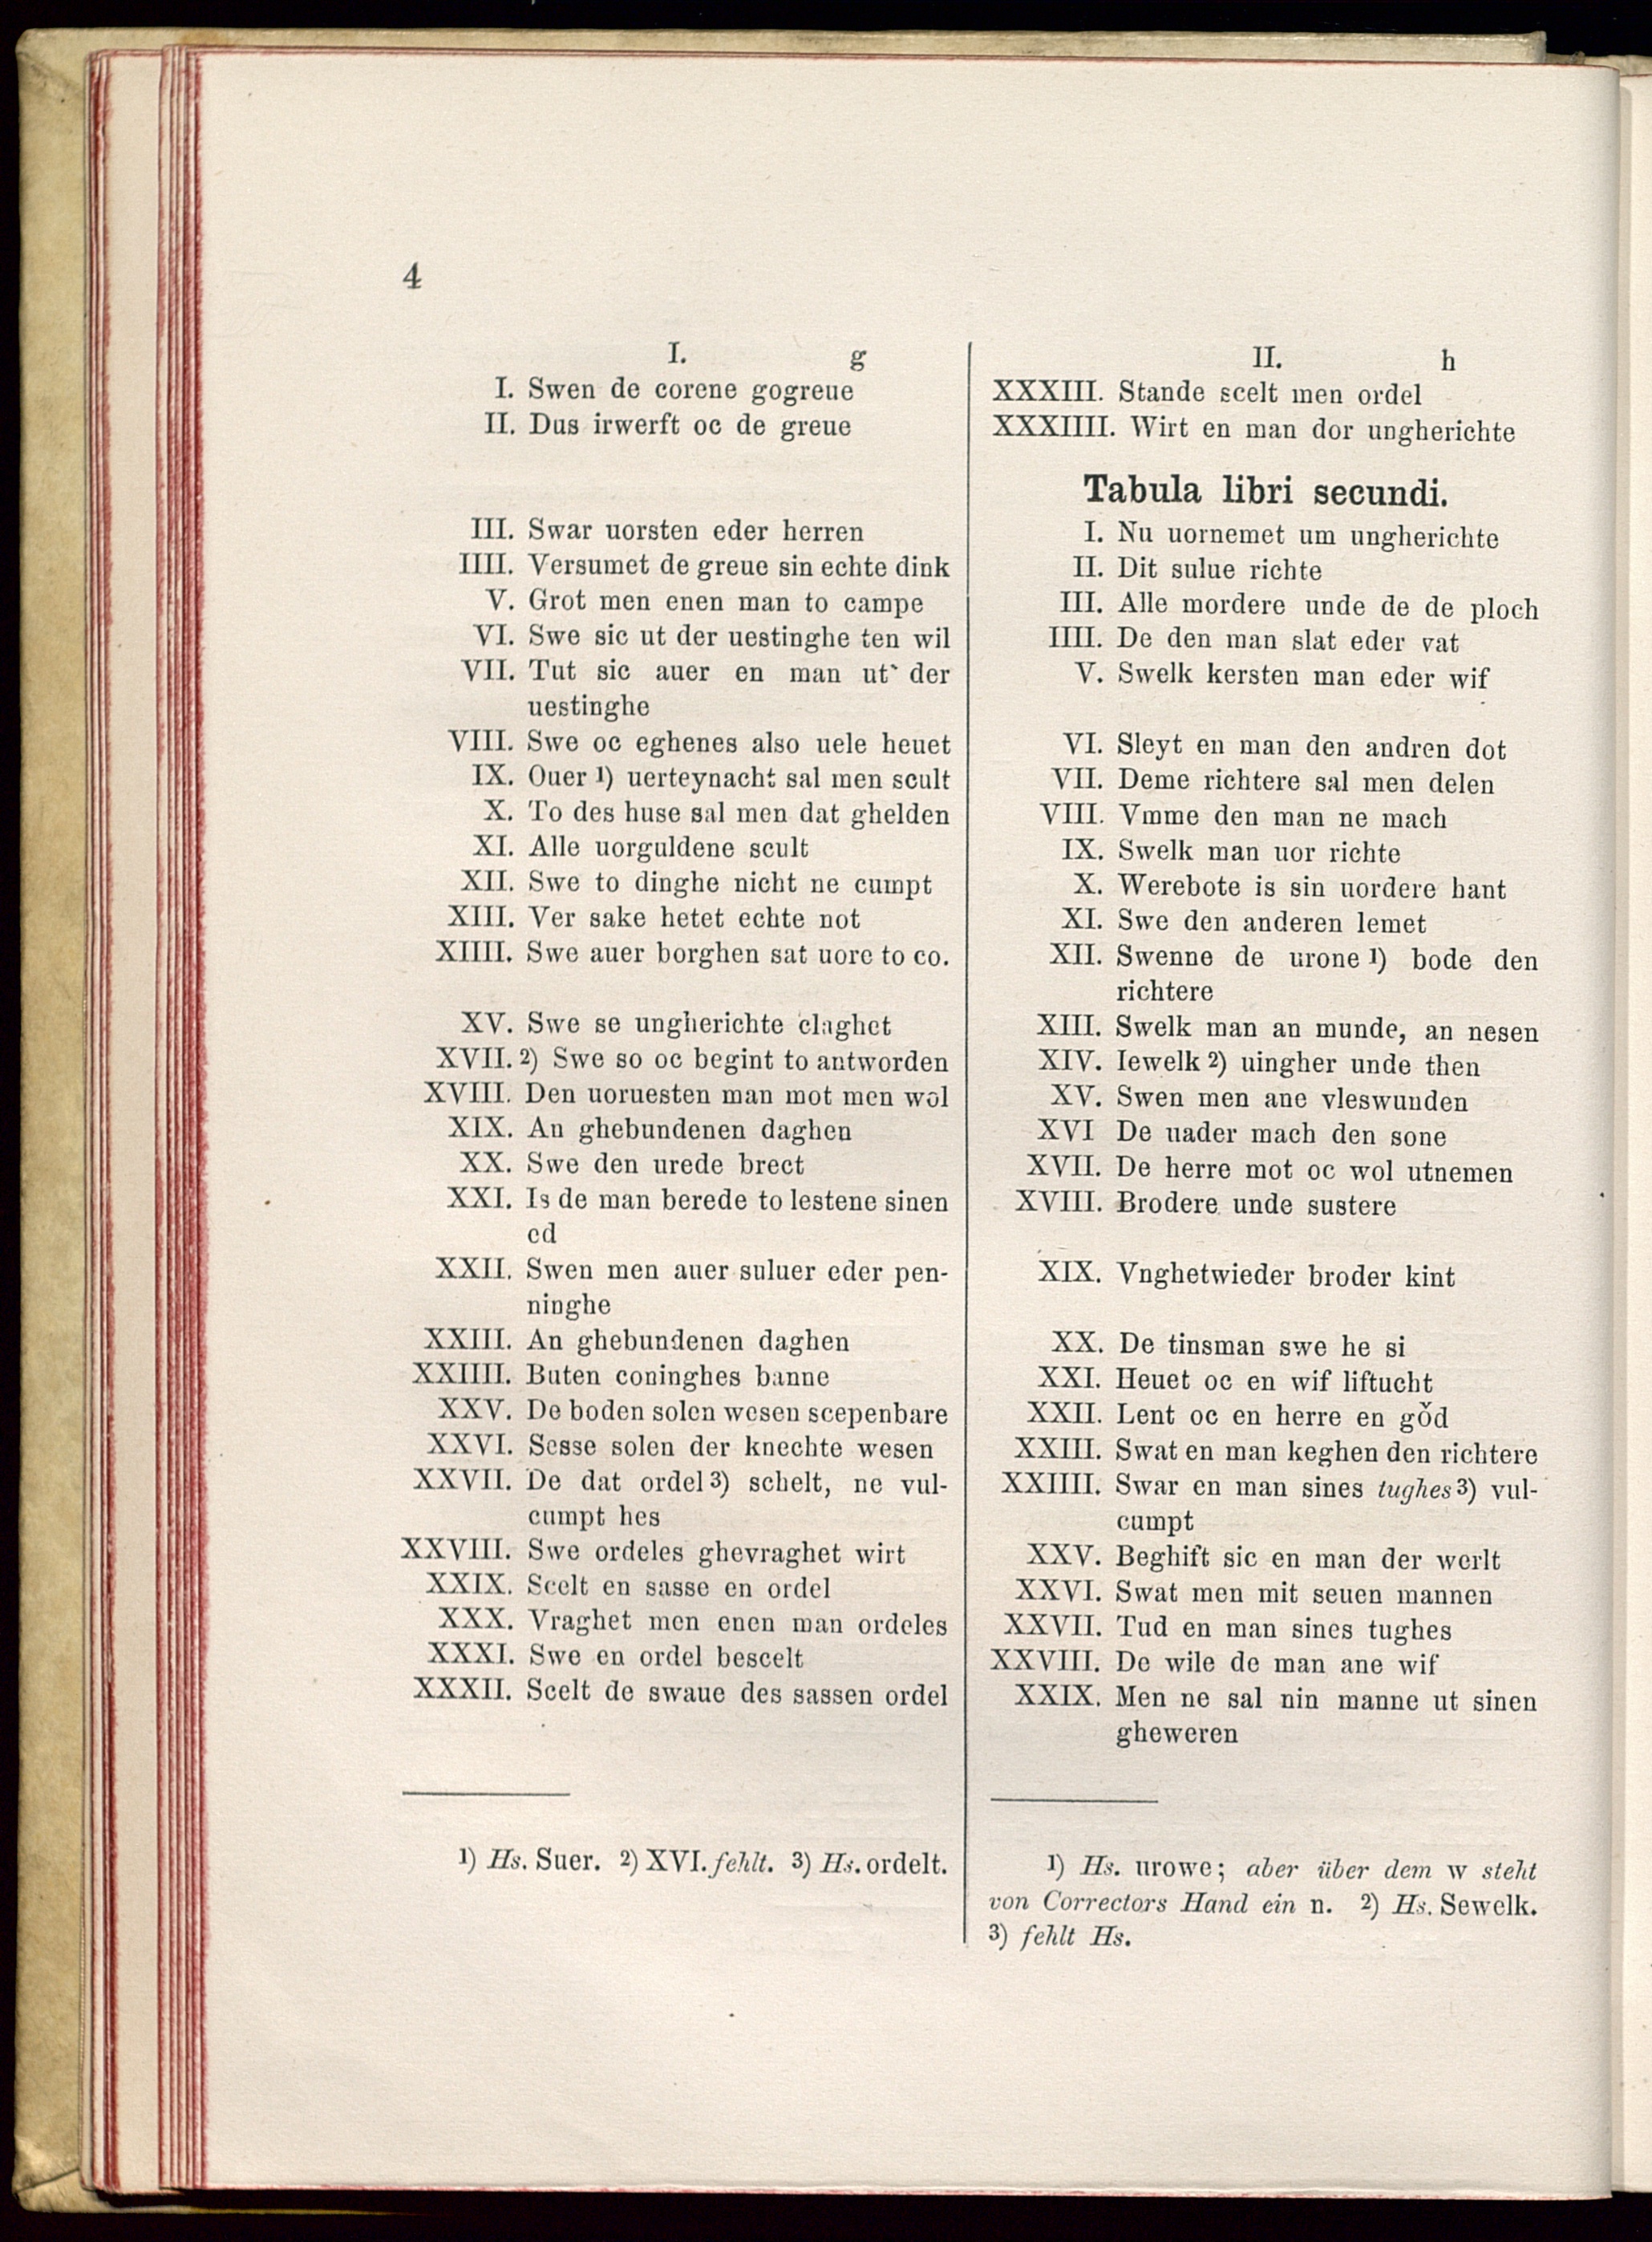 4
I. g
I. Swen de corene gogreue
II. Dus irwerft oc de greue
III. Swar uorsten eder herren
IIII. Versumet de greue sin echte dink
V. Grot men enen man to campe
VI. Swe sic ut der uestinghe ten wil
VII. Tut sic auer en man ut der
uestinghe
VIII. Swe oc eghenes also uele heuet
IX. Ouer 1) uerteynacht sal men scult
X. To des huse sal men dat ghelden
XI. Alle uorguldene scult
XII. Swe to dinghe nicht ne cumpt
XIII. Ver sake hetet echte not
XIIII. Swe auer borghen sat uore to co.
XV. Swe se ungherichte claghet
XVII. 2) Swe so oc begint to antworden
XVIII. Den uoruesten man mot men wol
XIX. An ghebundenen daghen
XX. Swe den urede brect
XXI. Is de man berede to lestene sinen
ed
XXII. Swen men auer suluer eder pen-
ninghe
XXIII. An ghebundenen daghen
XXIIII. Buten coninghes banne
XXV. De boden solen wesen scepenbare
XXVI. Sesse solen der knechte wesen
XXVII. De dat ordel 3) schelt, ne vul-
cumpt hes
XXVIII. Swe ordeles ghevraghet wirt
XXIX. Scelt en sasse en ordel
XXX. Vraghet men enen man ordeles
XXXI. Swe en ordel bescelt
XXXII. Scelt de swaue des sassen ordel
1) Hs. Suer. 2) XVI. fehlt. 3) Hs. ordelt.
II. h
XXXIII. Stande scelt men ordel
XXXIIII. Wirt en man dor ungherichte
Tabula libri secundi.
I. Nu uornemet um ungherichte
II. Dit sulue richte
III. Alle mordere unde de de ploch
IIII. De den man slat eder vat
V. Swelk kersten man eder wif
VI. Sleyt en man den andren dot
VII. Deme richtere sal men delen
VIII. Vmme den man ne mach
IX. Swelk man uor richte
X. Werebote is sin uordere hant
XI. Swe den anderen lemet
XII. Swenne de urone 1) bode den
richtere
XIII. Swelk man an munde, an nesen
XIV. Iewelk 2) uingher unde then
XV. Swen men ane vleswunden
XVI De uader mach den sone
XVII. De herre mot oc wol utnemen
XVIII. Brodere unde sustere
XIX. Vnghetwieder broder kint
XX. De tinsman swe he si
XXI. Heuet oc en wif liftucht
XXII. Lent oc en herre en gǒd
XXIII. Swat en man keghen den richtere
XXIIII. Swar en man sines tughes 3) vul-
cumpt
XXV. Beghift sic en man der werlt
XXVI. Swat men mit seuen mannen
XXVII. Tud en man sines tughes
XXVIII. De wile de man ane wif
XXIX. Men ne sal nin manne ut sinen
gheweren
1) Hs. urowe; aber über dem w steht
von Correctors Hand ein n. 2) Hs. Sewelk.
3) fehlt Hs.